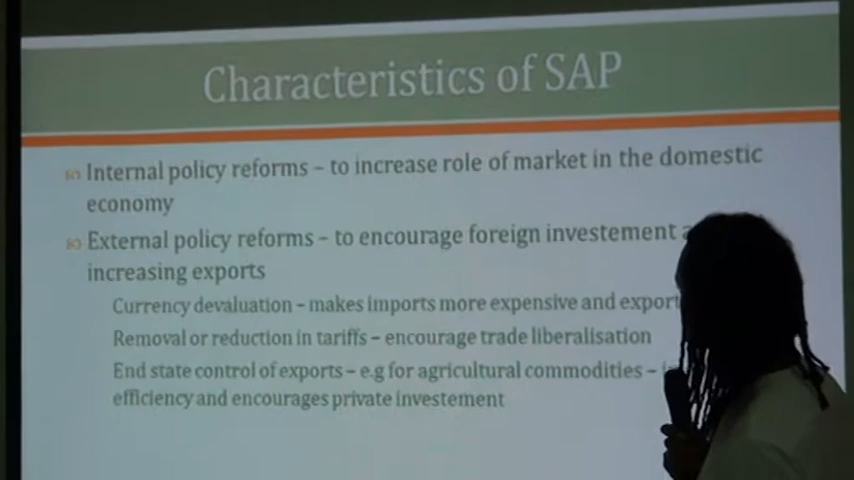 Characteristics of SAP
Internal policy reforms – to increase role of market in the domestic
economy
External policy reforms – to encourage foreign investement
increasing exports
Currency devaluation – makes imports more expensive and export
Removal or reduction in tariffs – encourage trade liberalisation
End state control of exports – e.g for agricultural commodities –
efficiency and encourages private investement